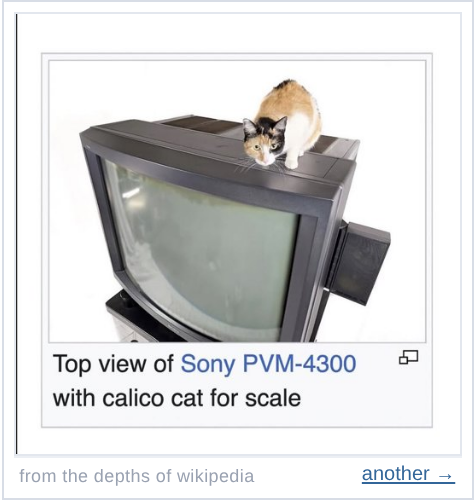 Top view of Sony PVM-4300
with calico cat for scale
from the depths of wikipedia
another →